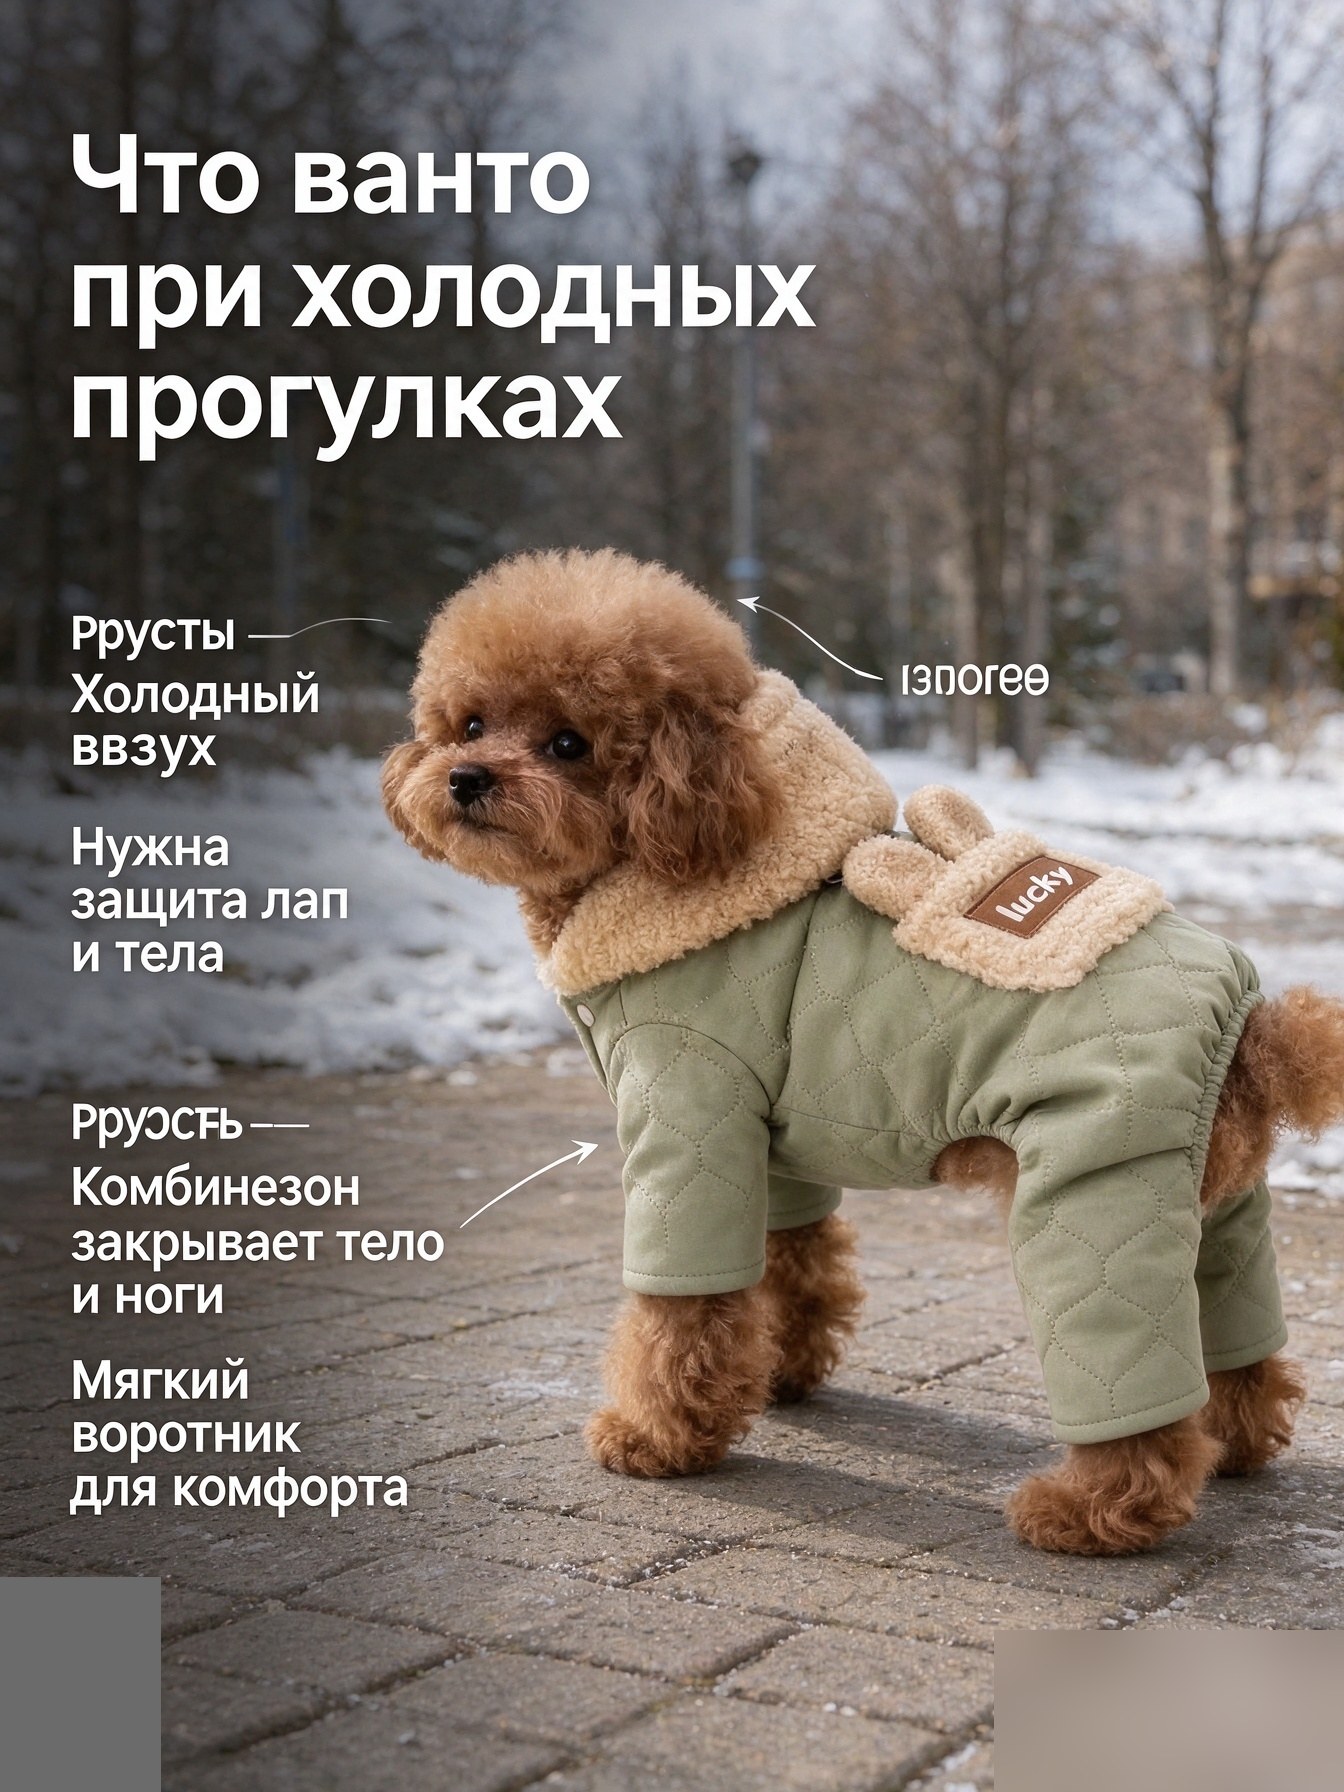 Что ванто
при холодных
прогулках
Ррусты
Холодный
ввзух
Нужна
защита лап
и тела
lucky
Комбинезон
закрывает тело
и ноги
Мягкий
воротник
для комфорта